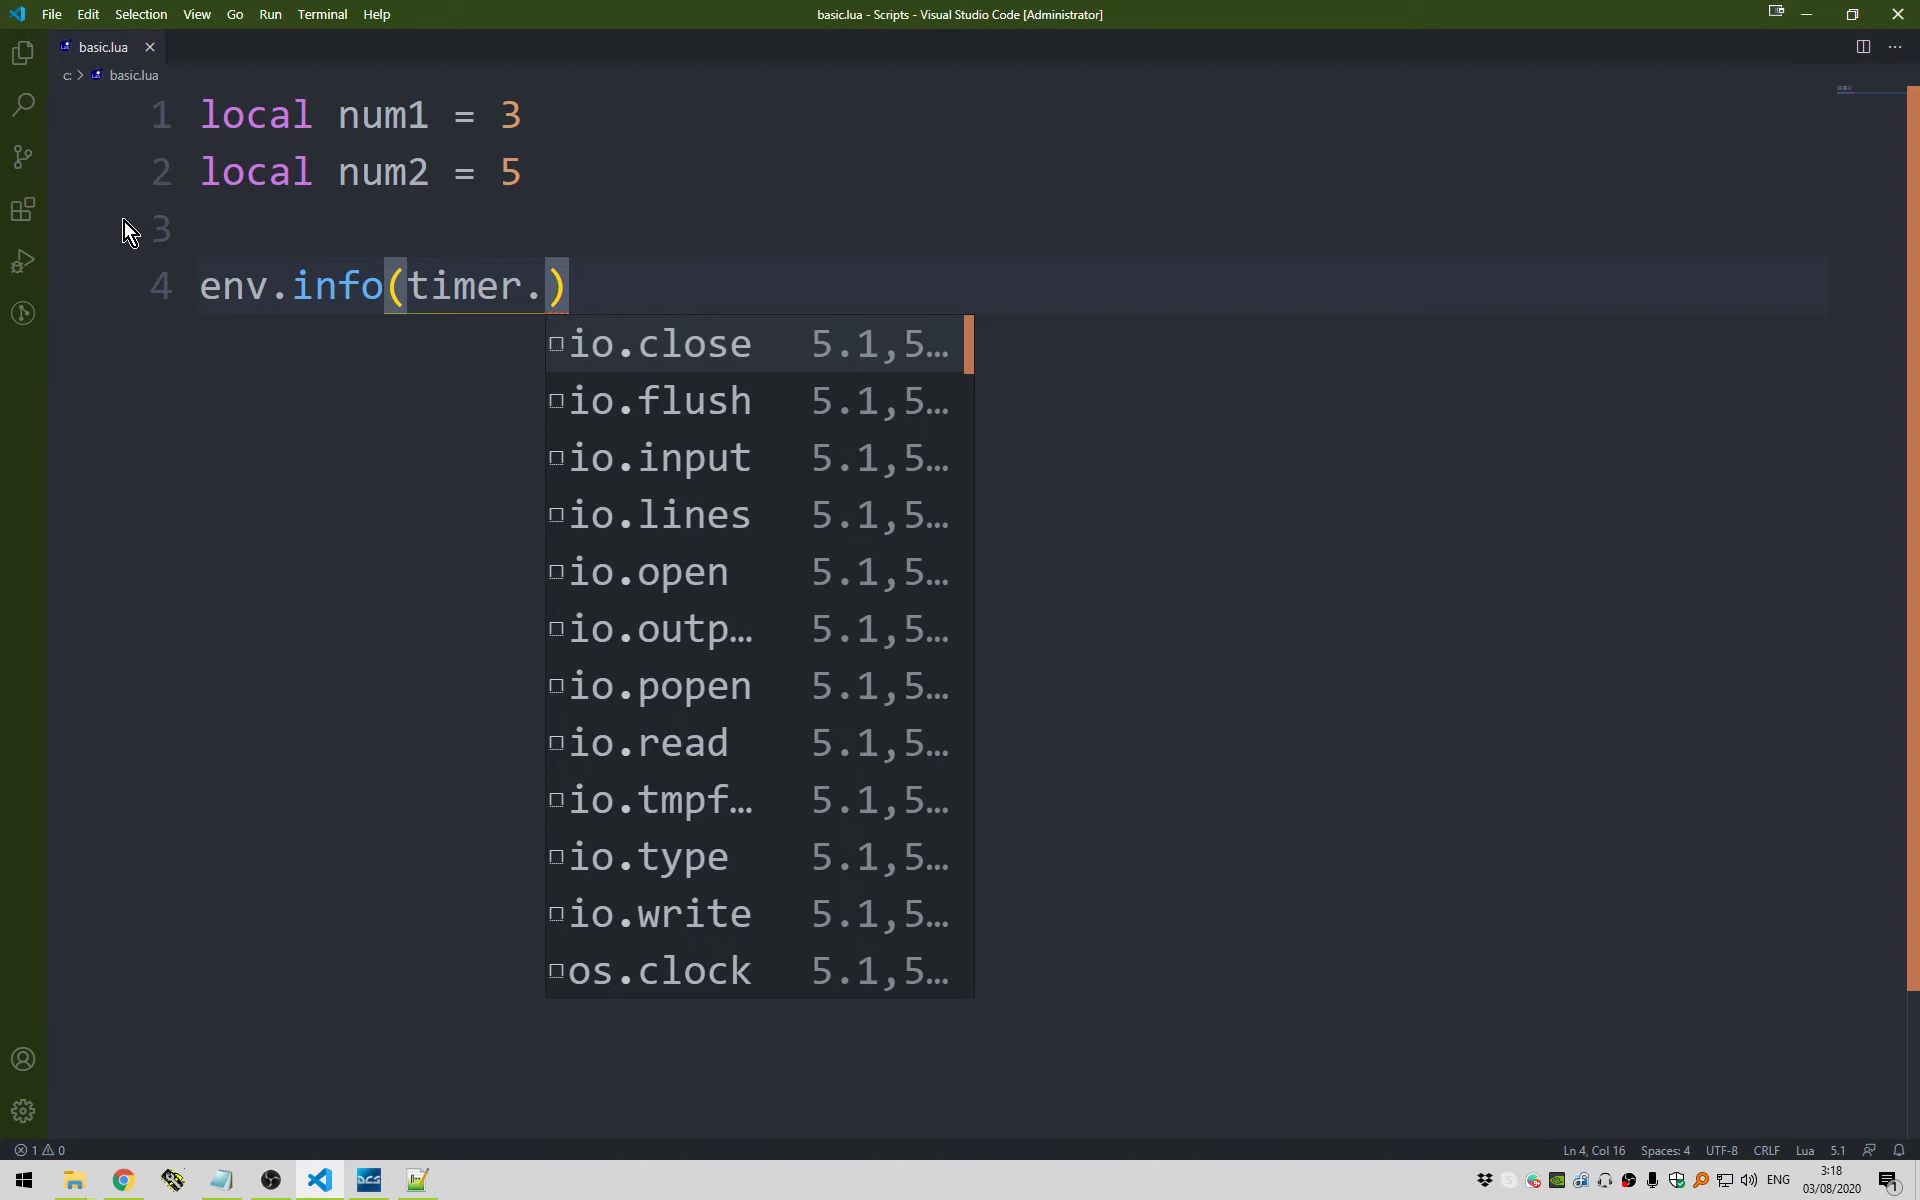 File Edit Selection View Go Run Terminal Help
basic.lua - Scripts - Visual Studio Code [Administrator]
basic.lua
c: > basic.lua
1 local num1 = 3
2 local num2 = 5
3
4 env.info(timer.)
io.close 5.1,5…
io.flush 5.1,5…
io.input 5.1,5…
io.lines 5.1,5…
io.open 5.1,5…
io.outp… 5.1,5…
io.popen 5.1,5…
io.read 5.1,5…
io.tmpf… 5.1,5…
io.type 5.1,5…
io.write 5.1,5…
os.clock 5.1,5…
1 0
Ln 4, Col 16 Spaces: 4 UTF-8 CRLF Lua 5.1
DCS
ENG
3:18
03/08/2020
1